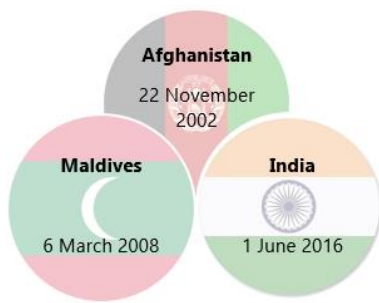 Afghanistan
22 November
2002
Maldives
6 March 2008
India
1 June 2016